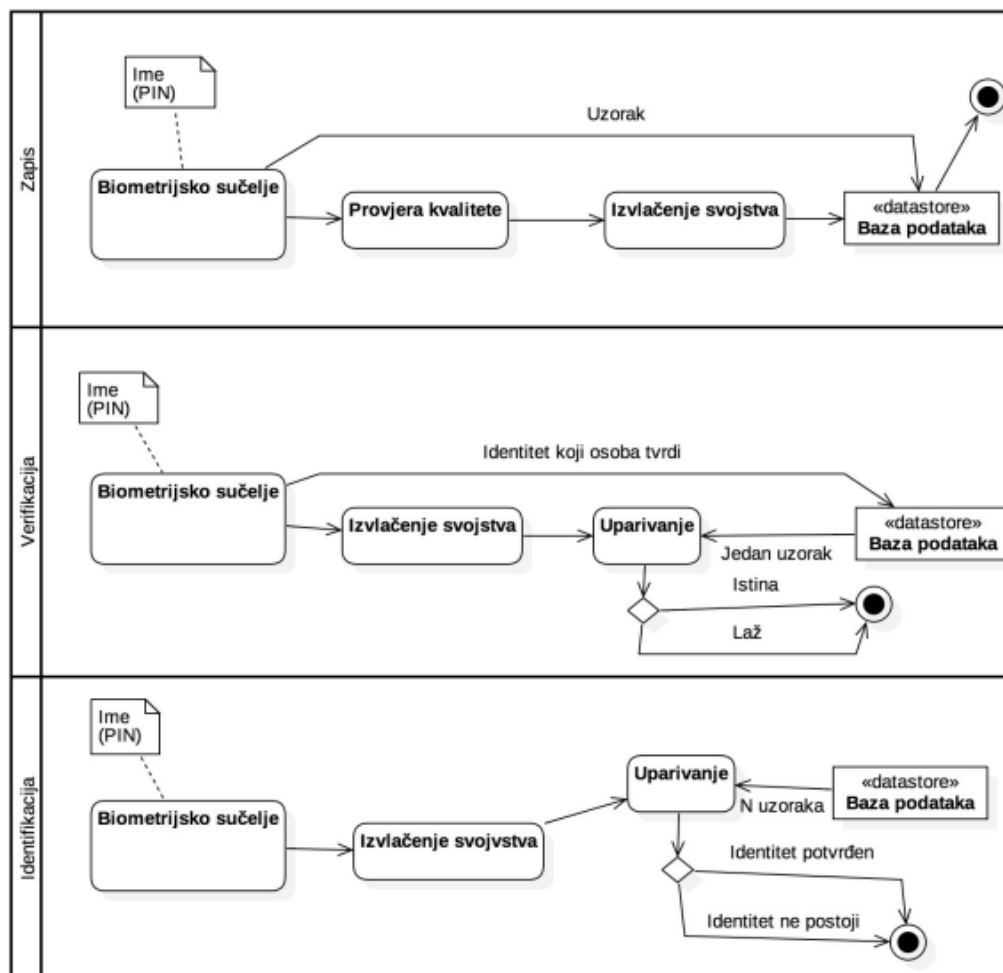 Zapis
Ime
(PIN)
Uzorak
Biometrijsko sučelje
Provjera kvalitete
Izvlačenje svojstva
«datastore»
Baza podataka
Verifikacija
Ime
(PIN)
Identitet koji osoba tvrdi
Biometrijsko sučelje
Izvlačenje svojstva
Uparivanje
«datastore»
Baza podataka
Jedan uzorak
Istina
Laž
Identifikacija
Ime
(PIN)
Biometrijsko sučelje
Izvlačenje svojvstva
Uparivanje
«datastore»
Baza podataka
N uzoraka
Identitet potvrđen
Identitet ne postoji